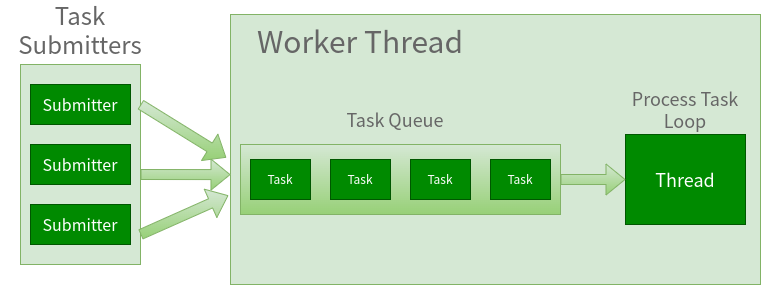 Task
Submitters
Submitter
Submitter
Submitter
Worker Thread
Task Queue
Task Task Task Task
Process Task
Loop
Thread